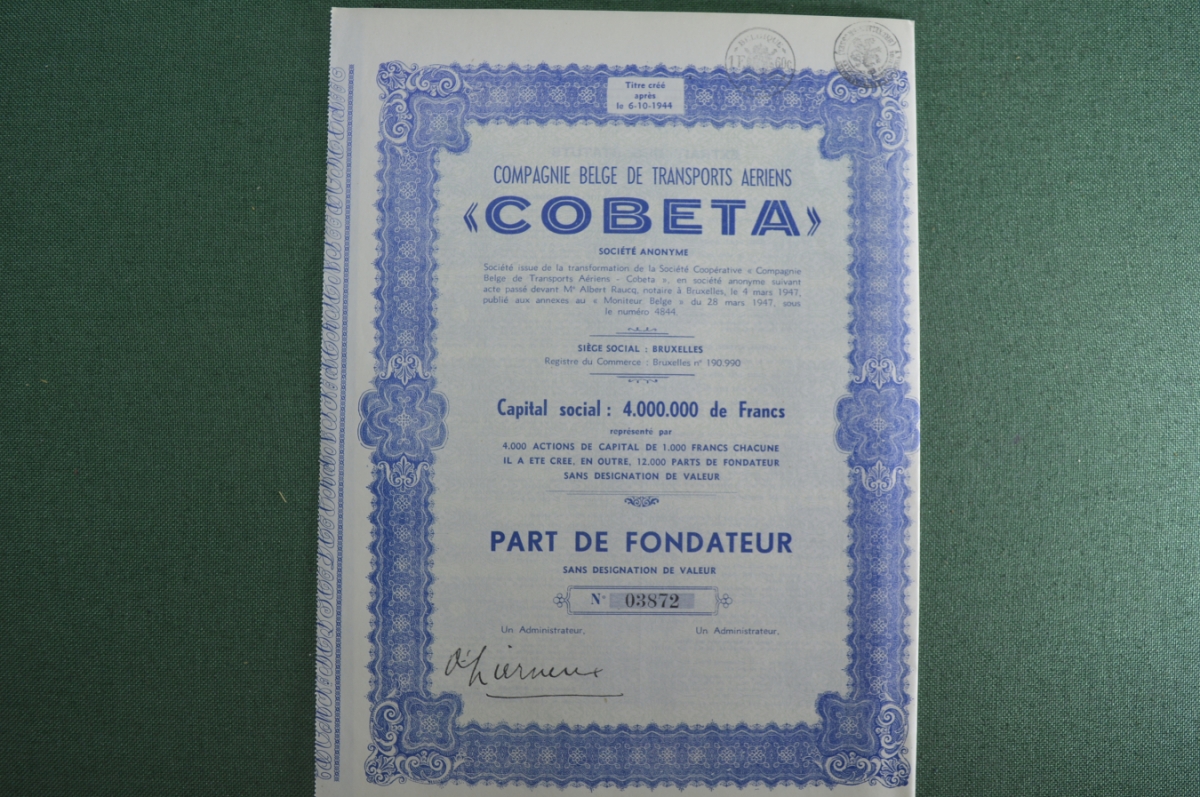 BELGIQUE
Titre créé
après
le 6-10-1944
COMPAGNIE BELGE DE TRANSPORTS AERIENS
«COBETA»
SOCIÉTÉ ANONYME
Société issue de la transformation de la Société Coopérative « Compagnie
Belge de Transports Aériens - Cobeta », en société anonyme suivant
acte passé devant Me Albert Raucq, notaire à Bruxelles, le 4 mars 1947,
publié aux annexes au « Moniteur Belge » du 28 mars 1947, sous
le numéro 4844.
SIÈGE SOCIAL : BRUXELLES
Registre du Commerce : Bruxelles n° 190.990
Capital social : 4.000.000 de Francs
représenté par
4.000 ACTIONS DE CAPITAL DE 1.000 FRANCS CHACUNE
IL A ETE CREE, EN OUTRE, 12.000 PARTS DE FONDATEUR
SANS DESIGNATION DE VALEUR
PART DE FONDATEUR
SANS DESIGNATION DE VALEUR
N° 03872
Un Administrateur, Un Administrateur,